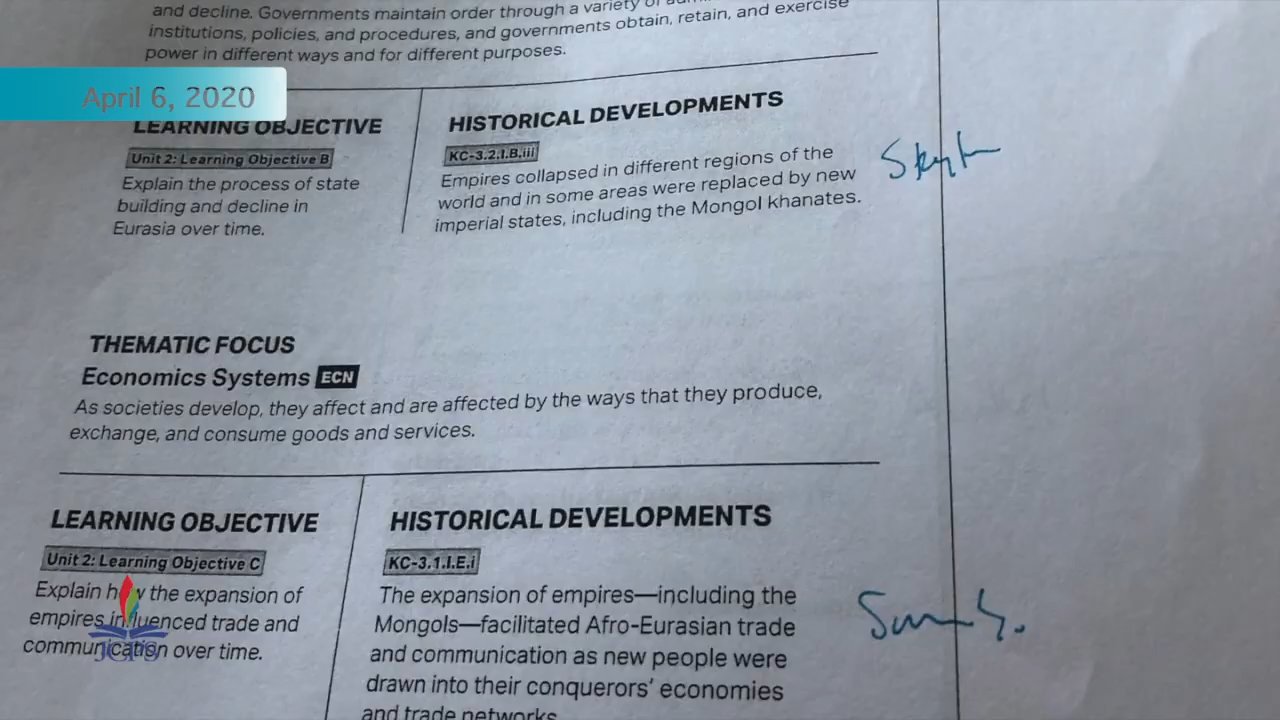 and decline. Governments maintain order through a variety of
institutions, policies, and procedures, and governments obtain, retain, and exercise
power in different ways and for different purposes.
April 6, 2020
LEARNING OBJECTIVE
Unit 2: Learning Objective B
Explain the process of state
building and decline in
Eurasia over time.
HISTORICAL DEVELOPMENTS
KC-3.2.I.B.iii
Empires collapsed in different regions of the
world and in some areas were replaced by new
imperial states, including the Mongol khanates.
THEMATIC FOCUS
Economics Systems ECN
As societies develop, they affect and are affected by the ways that they produce,
exchange, and consume goods and services.
LEARNING OBJECTIVE
Unit 2: Learning Objective C
Explain how the expansion of
empires influenced trade and
communication over time.
JCPS
HISTORICAL DEVELOPMENTS
KC-3.1.I.E.i
The expansion of empires—including the
Mongols—facilitated Afro-Eurasian trade
and communication as new people were
drawn into their conquerors' economies
and trade networks.